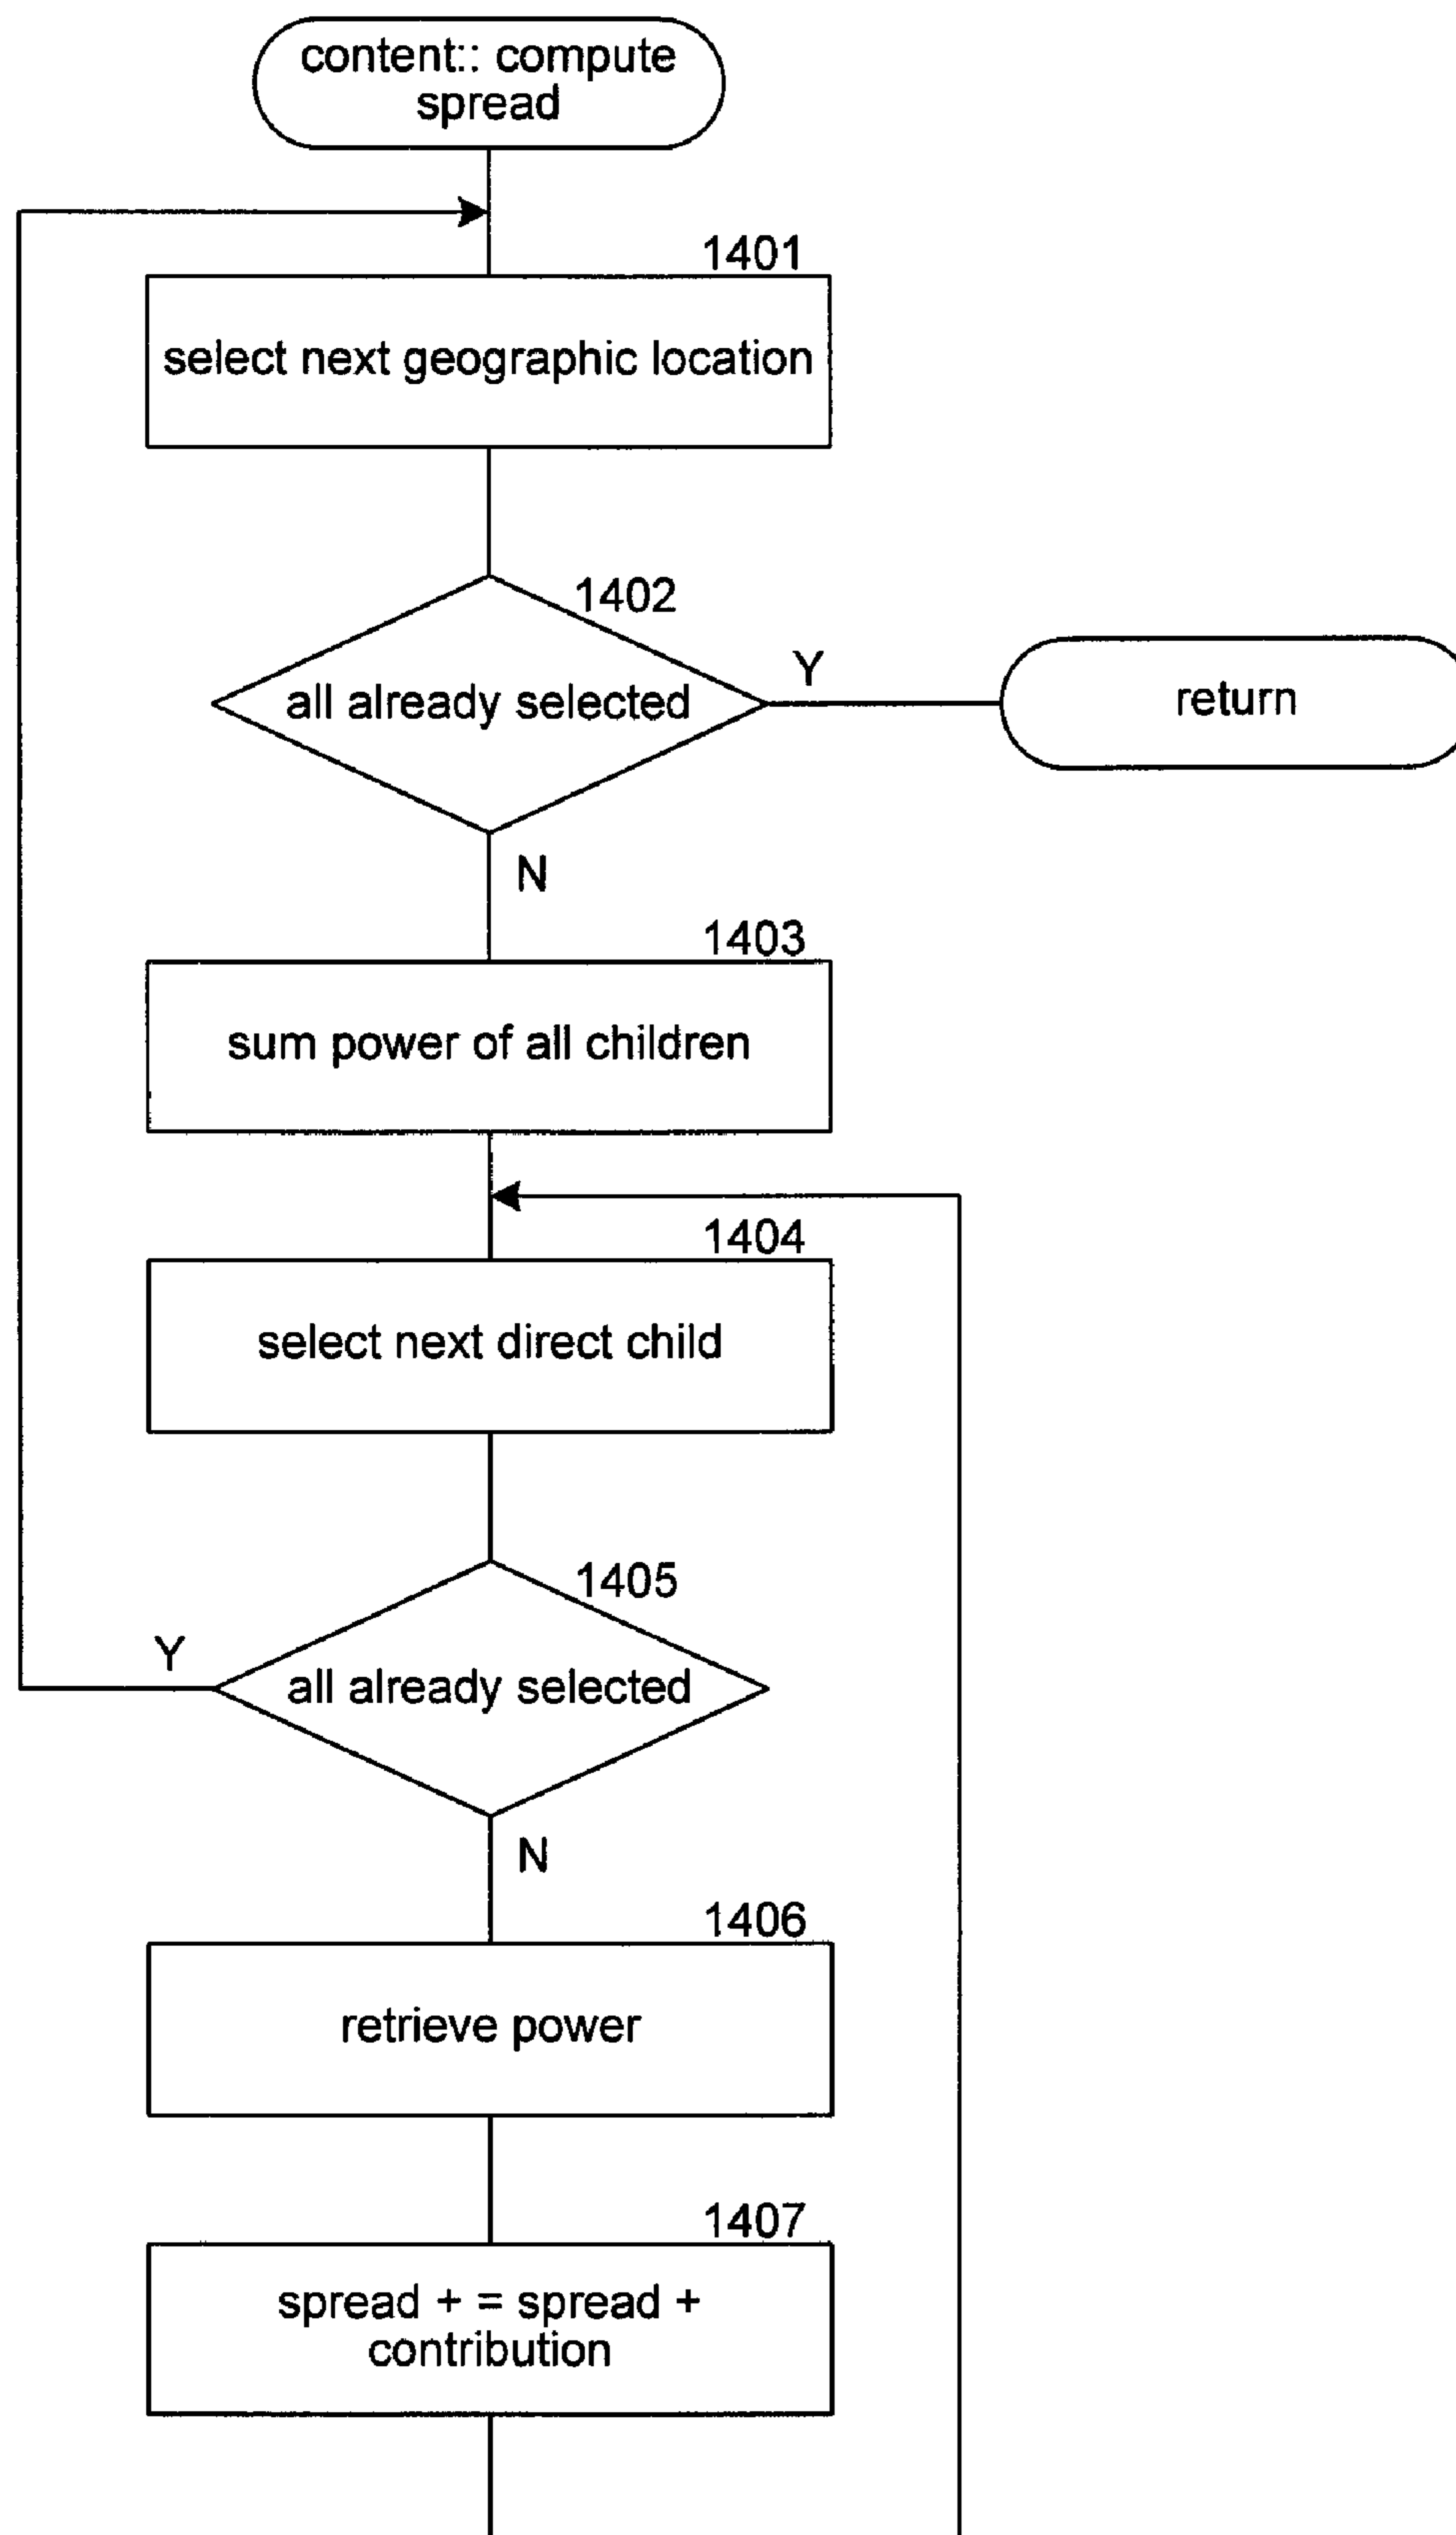 content:: compute
spread
1401
select next geographic location
1402
all already selected
Y
return
N
1403
sum power of all children
1404
select next direct child
1405
Y
all already selected
N
1406
retrieve power
1407
spread + = spread +
contribution